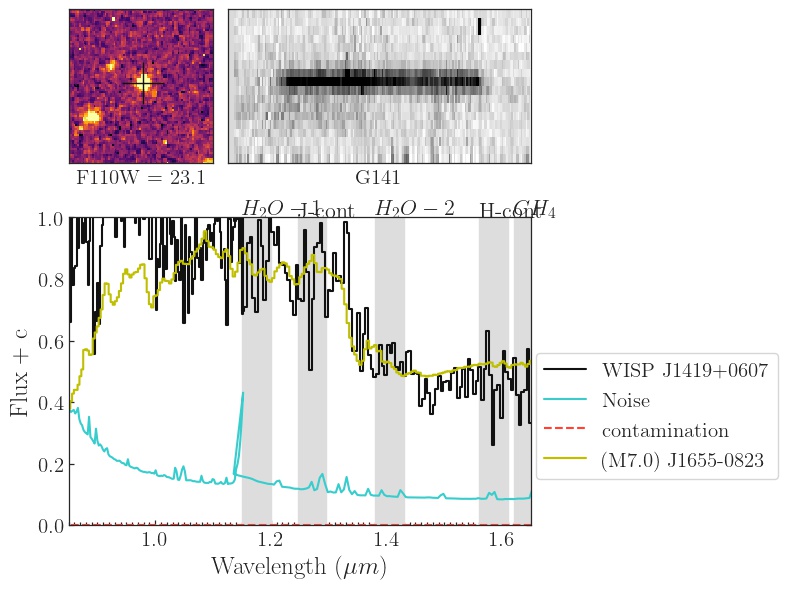 F110W = 23.1
G141
H₂O − 1
J-cont
H₂O − 2
H-cont
CH₄
1.0
0.8
0.6
0.4
0.2
0.0
Flux + c
1.0
1.2
1.4
1.6
Wavelength (μm)
WISP J1419+0607
Noise
contamination
(M7.0) J1655-0823